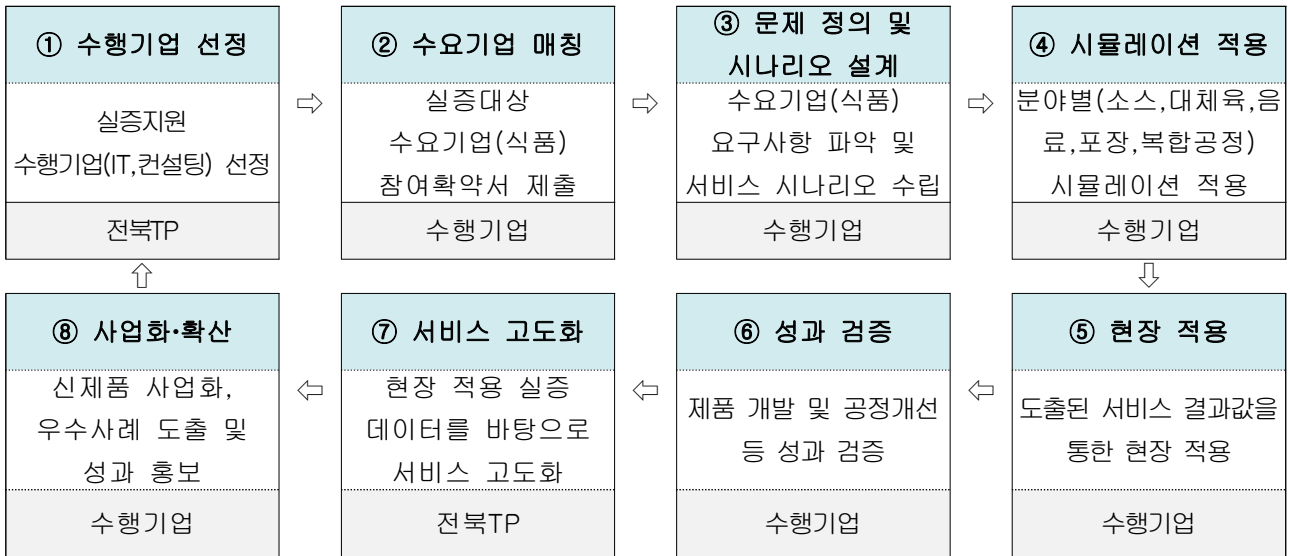 ① 수행기업 선정
실증지원
수행기업(IT,컨설팅) 선정
전북TP
⇨
② 수요기업 매칭
실증대상
수요기업(식품)
참여확약서 제출
수행기업
⇨
③ 문제 정의 및
시나리오 설계
수요기업(식품)
요구사항 파악 및
서비스 시나리오 수립
수행기업
⇨
④ 시뮬레이션 적용
분야별(소스,대체육,음
료,포장,복합공정)
시뮬레이션 적용
수행기업
⇩
⑤ 현장 적용
도출된 서비스 결과값을
통한 현장 적용
수행기업
⇦
⑥ 성과 검증
제품 개발 및 공정개선
등 성과 검증
수행기업
⇦
⑦ 서비스 고도화
현장 적용 실증
데이터를 바탕으로
서비스 고도화
전북TP
⇦
⑧ 사업화·확산
신제품 사업화,
우수사례 도출 및
성과 홍보
수행기업
⇧